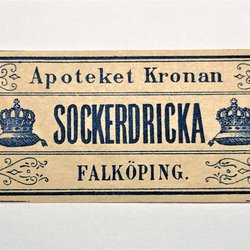 Apoteket Kronan
SOCKERDRICKA
FALKÖPING.